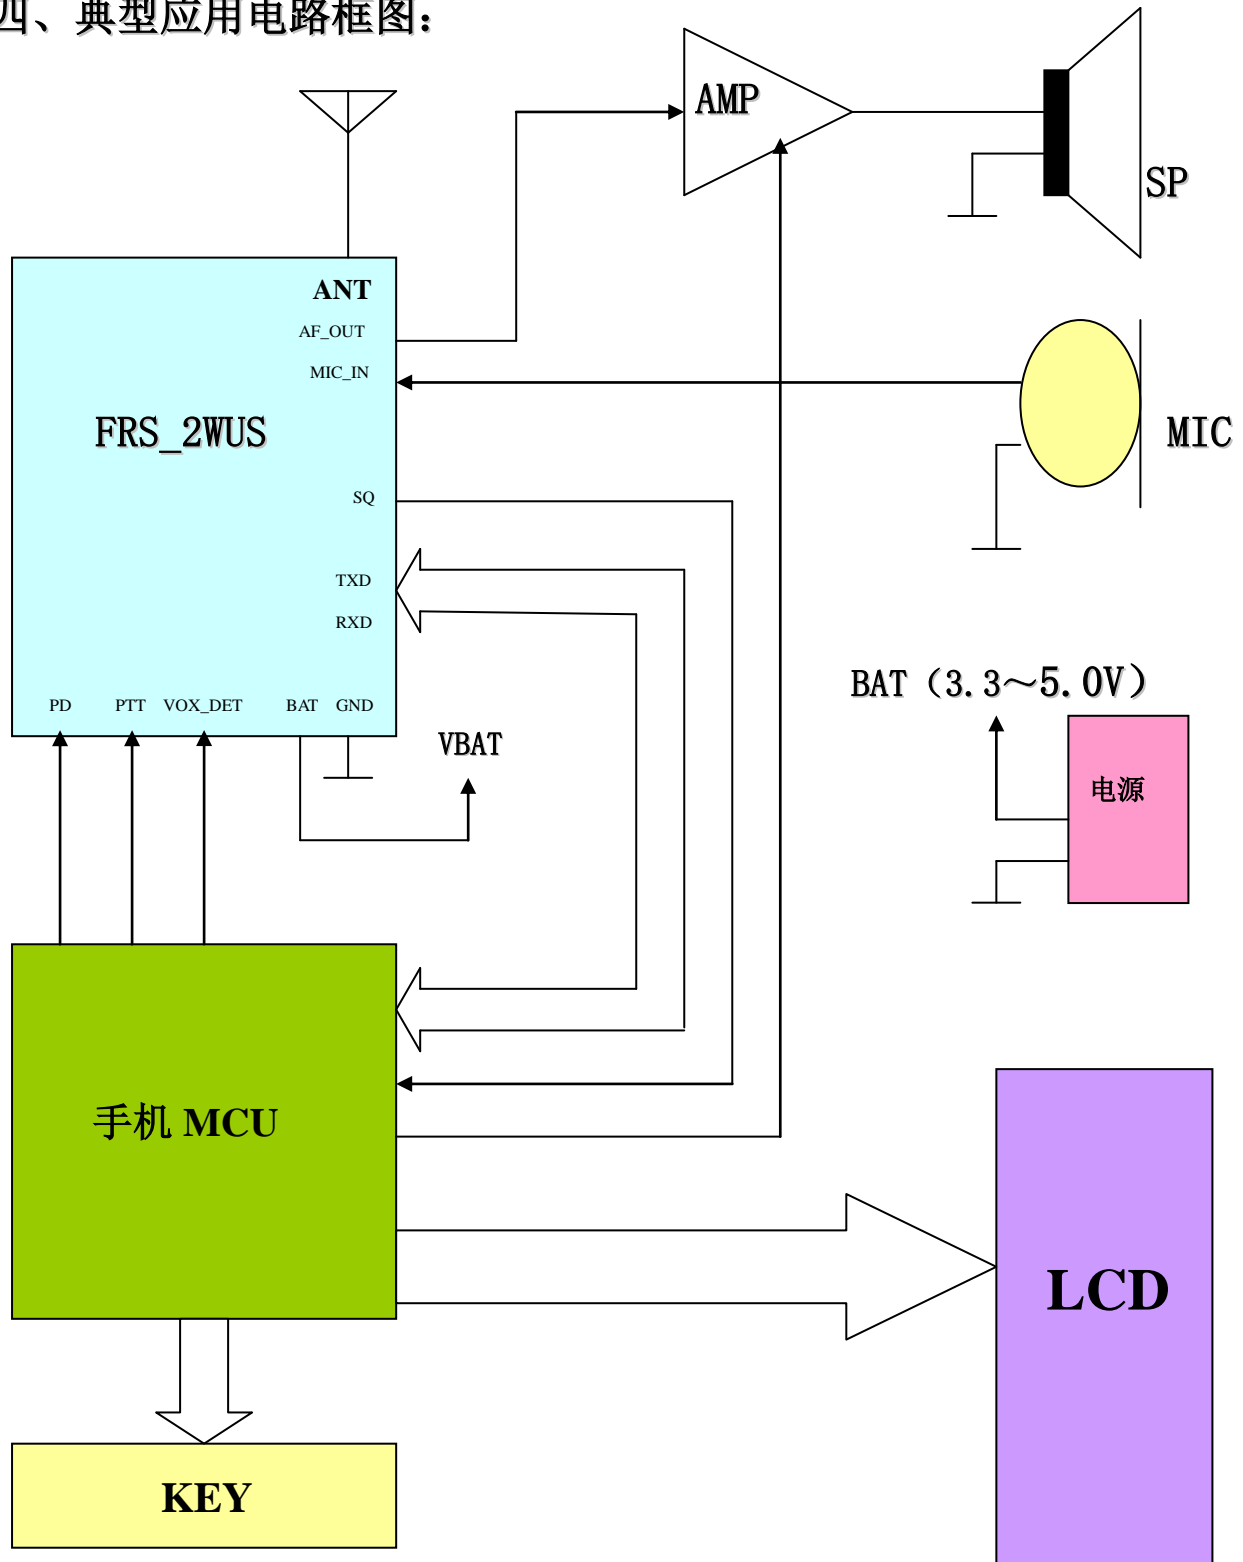 四、典型应用电路框图：
AMP
SP
ANT
AF_OUT
MIC_IN
FRS_2WUS
MIC
SQ
TXD
RXD
BAT（3.3～5.0V）
PD PTT VOX_DET BAT GND
VBAT
电源
手机 MCU
LCD
KEY